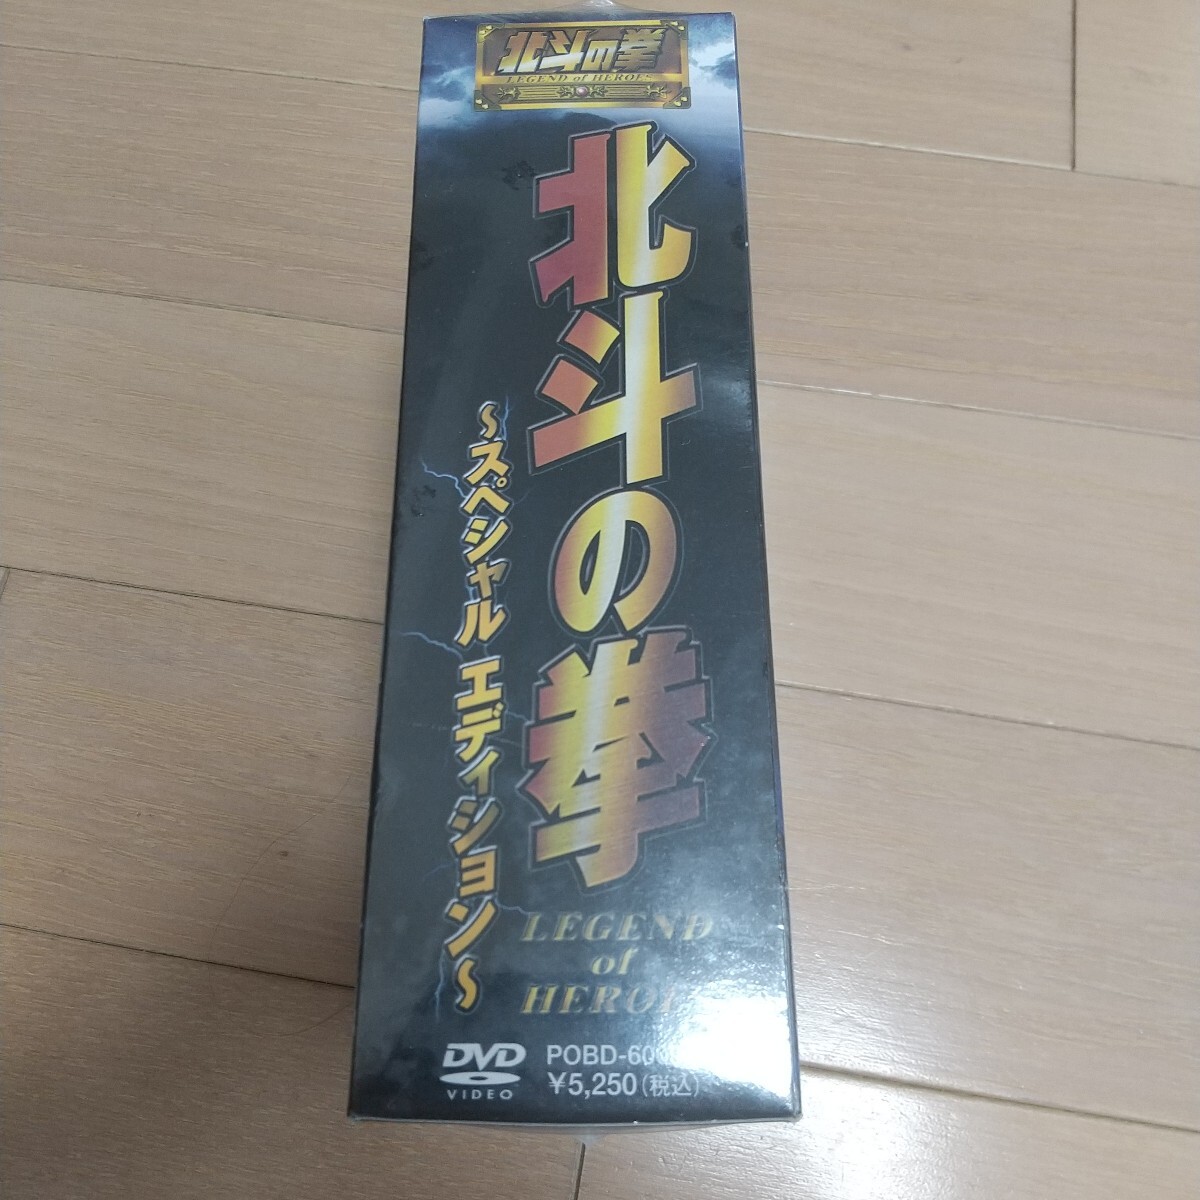 北斗の拳
LEGEND of HEROES
北斗の拳
～スペシャル エディション～
LEGEND
of
DVD
VIDEO
¥5,250(税込)